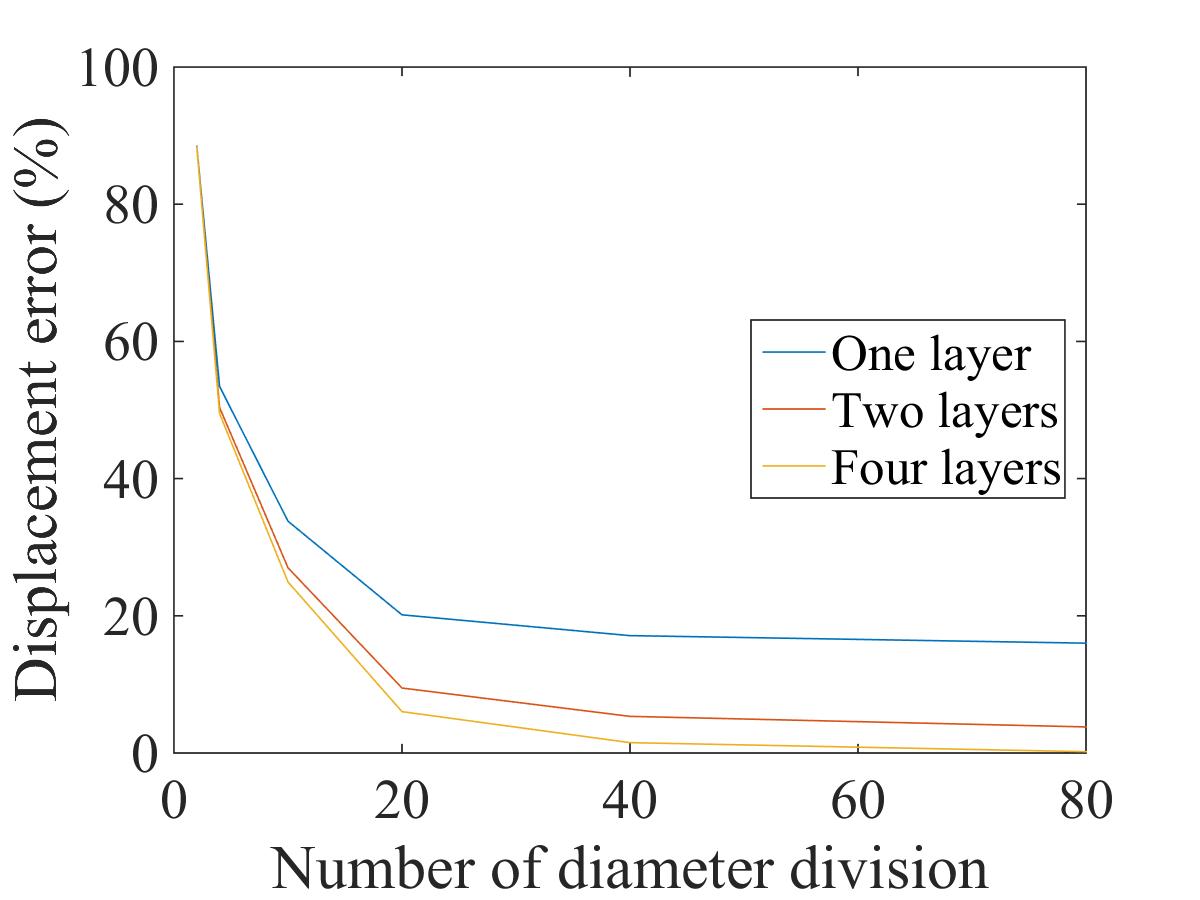 Displacement error (%)
100
80
60
40
20
0
One layer
Two layers
Four layers
0 20 40 60 80
Number of diameter division